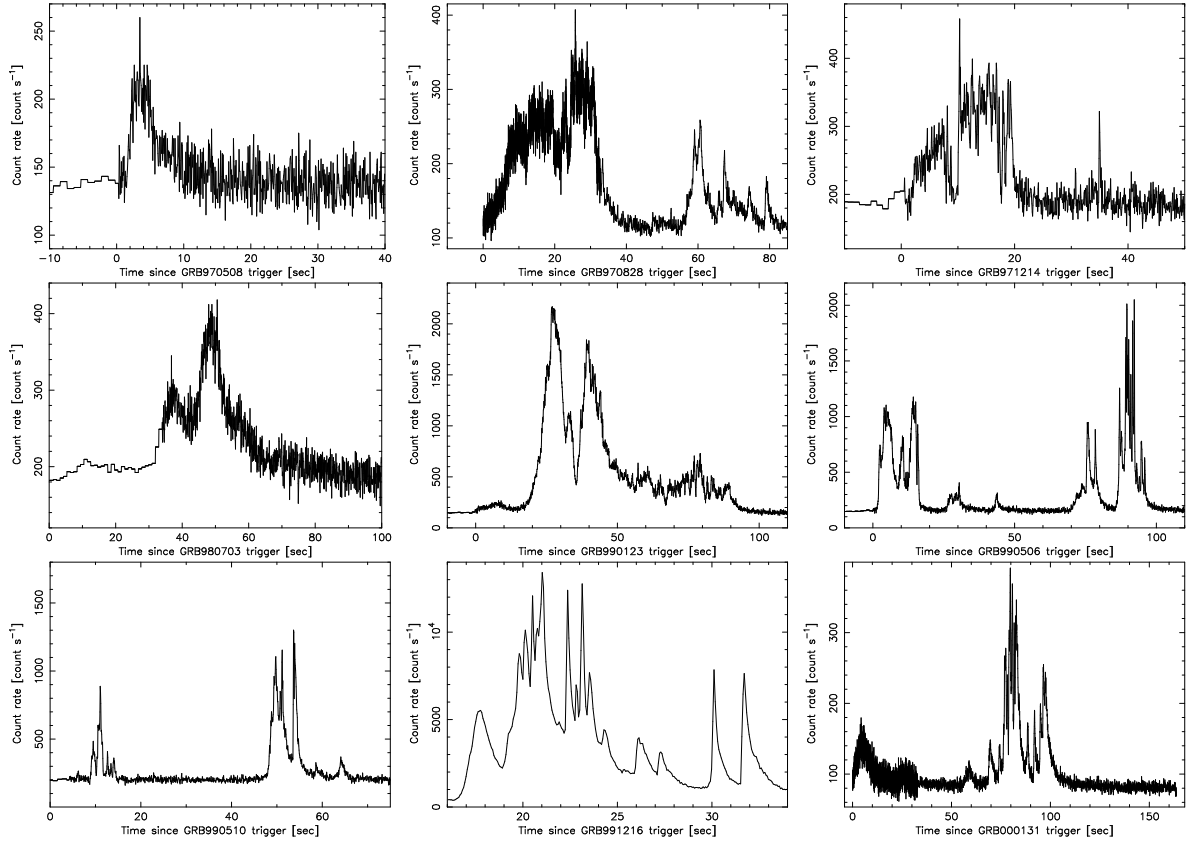 Count rate [count s⁻¹]
100 150 200 250
−10 0 10 20 30 40
Time since GRB970508 trigger [sec]
Count rate [count s⁻¹]
100 200 300 400
0 20 40 60 80
Time since GRB970828 trigger [sec]
Count rate [count s⁻¹]
200 300 400
0 20 40
Time since GRB971214 trigger [sec]
Count rate [count s⁻¹]
200 300 400
0 20 40 60 80 100
Time since GRB980703 trigger [sec]
Count rate [count s⁻¹]
0 500 1000 1500 2000
0 50 100
Time since GRB990123 trigger [sec]
Count rate [count s⁻¹]
0 500 1000 1500 2000
0 50 100
Time since GRB990506 trigger [sec]
Count rate [count s⁻¹]
500 1000 1500
0 20 40 60
Time since GRB990510 trigger [sec]
Count rate [count s⁻¹]
0 5000 10⁴
20 25 30
Time since GRB991216 trigger [sec]
Count rate [count s⁻¹]
100 200 300
0 50 100 150
Time since GRB000131 trigger [sec]